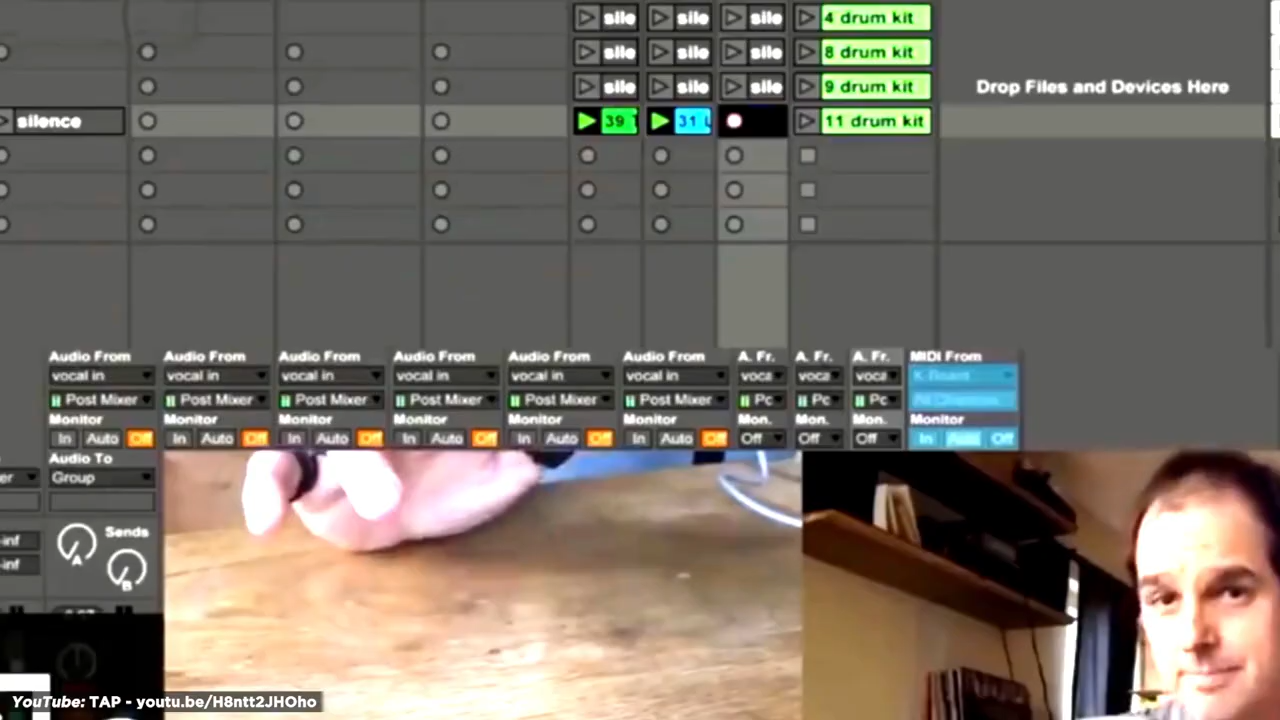 sile sile sile 4 drum kit
sile sile sile 8 drum kit
sile sile sile 9 drum kit Drop Files and Devices Here
silence 39 31 11 drum kit
Audio From Audio From Audio From Audio From Audio From Audio From A. Fr. A. Fr. A. Fr. MIDI From
vocal in vocal in vocal in vocal in vocal in vocal in voca voca voca
Post Mixer Post Mixer Post Mixer Post Mixer Post Mixer Post Mixer Pc Pc Pc
Monitor Monitor Monitor Monitor Monitor Monitor Mon. Mon. Mon. Monitor
In Auto Off In Auto Off In Auto Off In Auto Off In Auto Off In Auto Off Off Off Off In Auto Off
Audio To
er Group
Sends
-inf A
-inf B
YouTube: TAP - youtu.be/H8ntt2JHOho